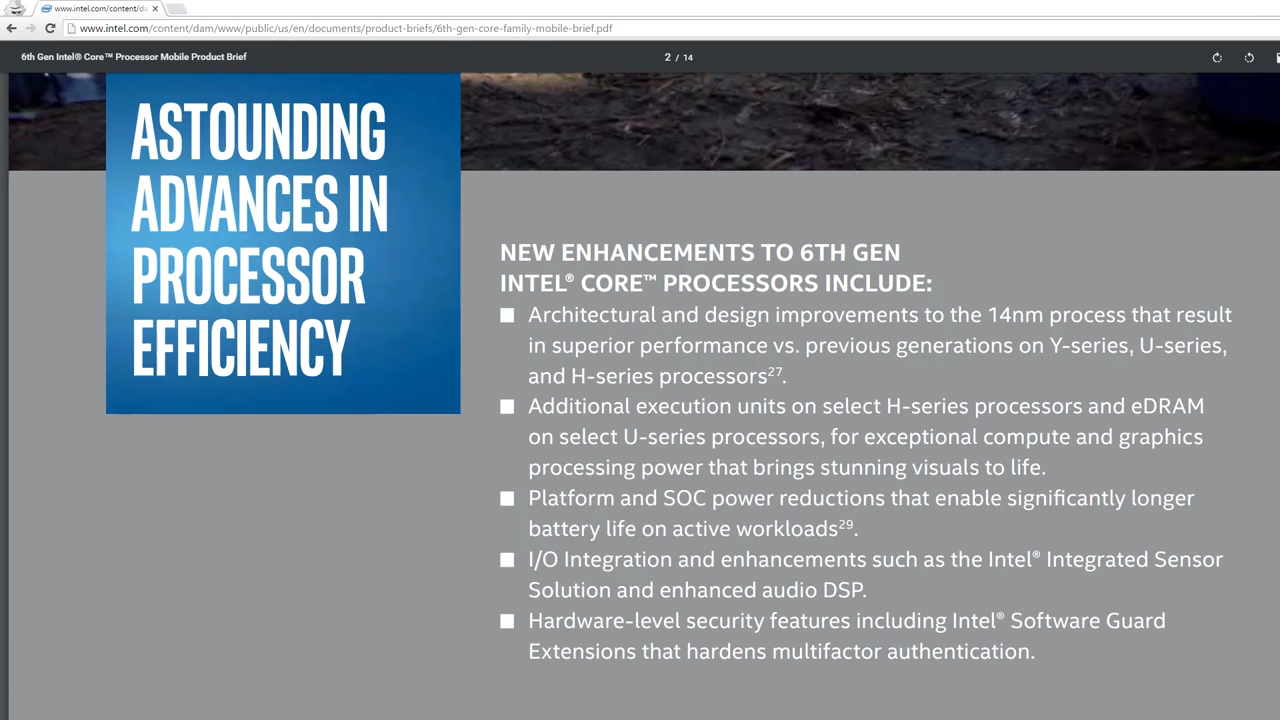 www.intel.com/content/da
www.intel.com/content/dam/www/public/us/en/documents/product-briefs/6th-gen-core-family-mobile-brief.pdf
6th Gen Intel® Core™ Processor Mobile Product Brief
2 / 14
ASTOUNDING
ADVANCES IN
PROCESSOR
EFFICIENCY
NEW ENHANCEMENTS TO 6TH GEN
INTEL® CORE™ PROCESSORS INCLUDE:
Architectural and design improvements to the 14nm process that result
in superior performance vs. previous generations on Y-series, U-series,
and H-series processors27.
Additional execution units on select H-series processors and eDRAM
on select U-series processors, for exceptional compute and graphics
processing power that brings stunning visuals to life.
Platform and SOC power reductions that enable significantly longer
battery life on active workloads29.
I/O Integration and enhancements such as the Intel® Integrated Sensor
Solution and enhanced audio DSP.
Hardware-level security features including Intel® Software Guard
Extensions that hardens multifactor authentication.